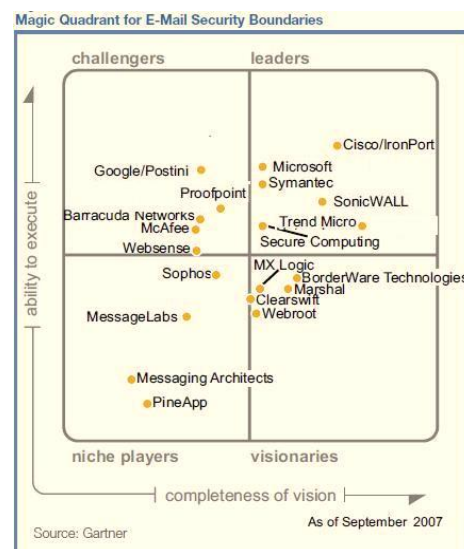 Magic Quadrant for E-Mail Security Boundaries
challengers
leaders
Cisco/IronPort
Google/Postini
Microsoft
Symantec
Proofpoint
SonicWALL
Barracuda Networks
Trend Micro
McAfee
Secure Computing
Websense
MX Logic
Sophos
BorderWare Technologies
Marshal
Clearswift
MessageLabs
Webroot
Messaging Architects
PineApp
niche players
visionaries
ability to execute
completeness of vision
As of September 2007
Source: Gartner